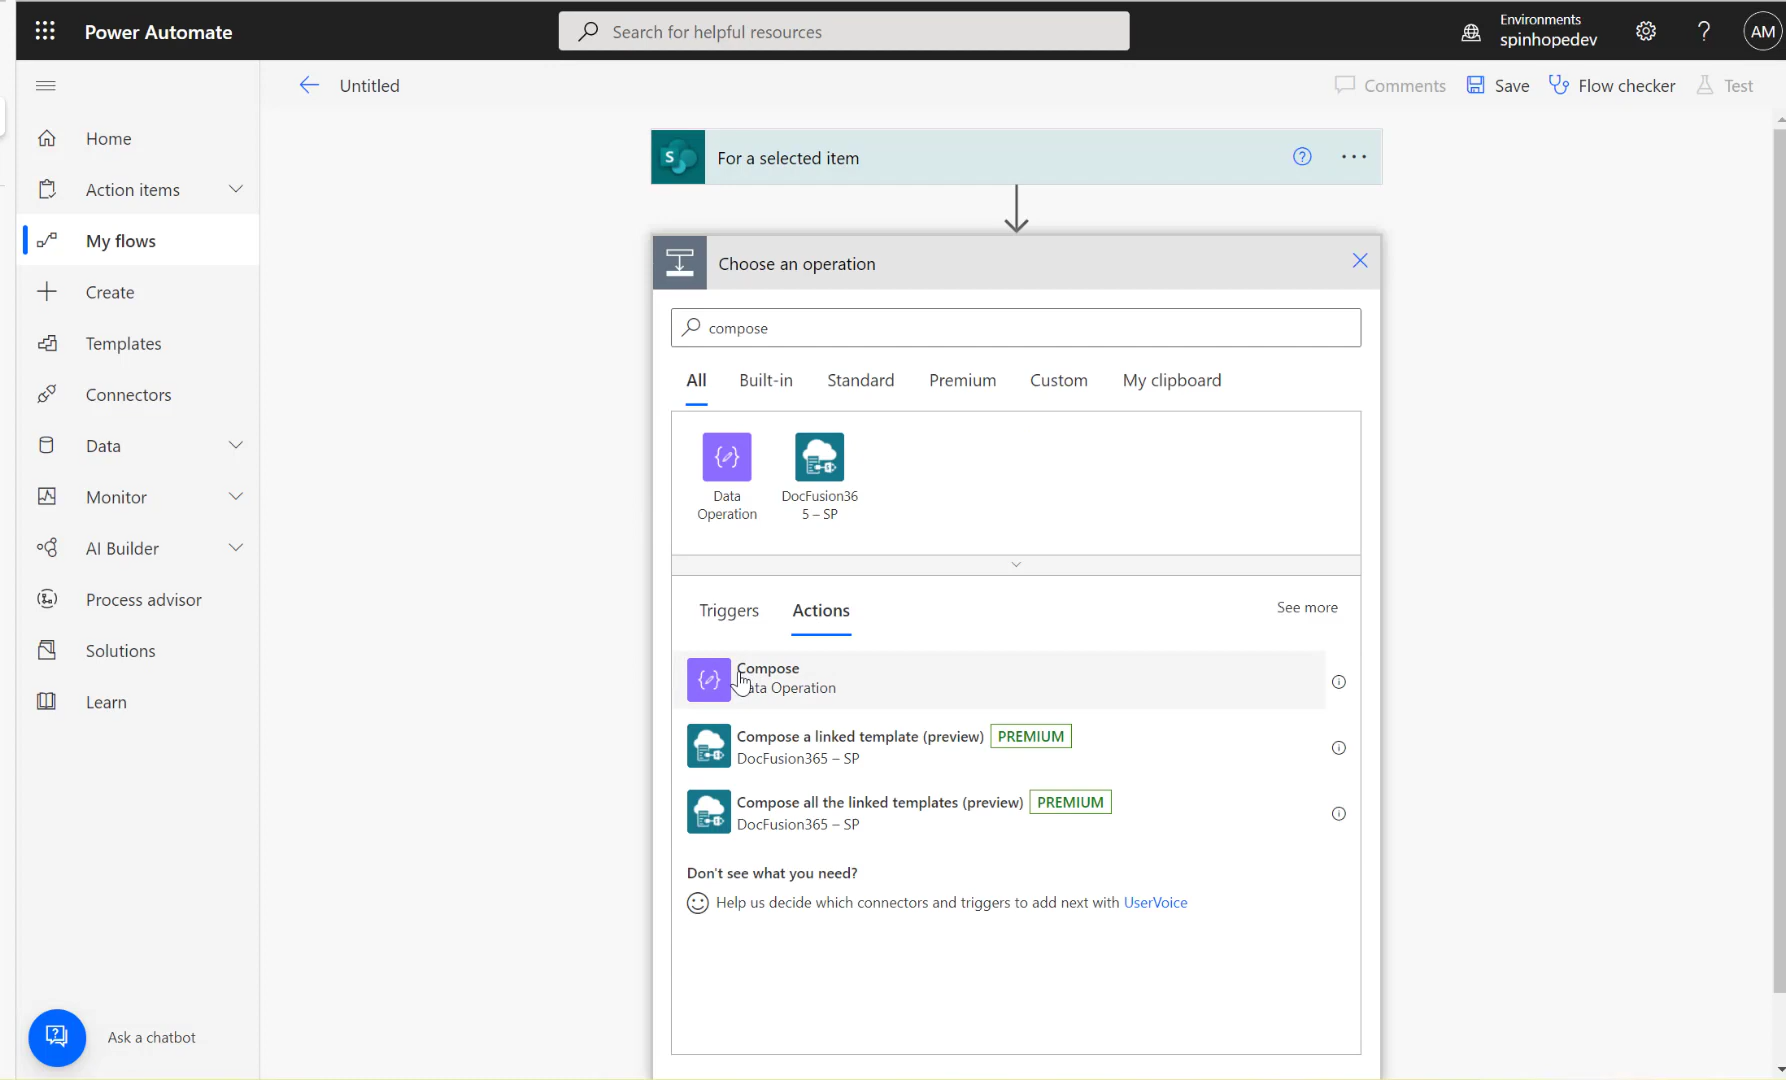 Power Automate
Search for helpful resources
Environments
spinhopedev
?
AM
Untitled
Comments
Save
Flow checker
Test
Home
Action items
My flows
Create
Templates
Connectors
Data
Monitor
AI Builder
Process advisor
Solutions
Learn
Ask a chatbot
S
For a selected item
?
...
Choose an operation
compose
All
Built-in
Standard
Premium
Custom
My clipboard
Data
Operation
DocFusion36
5 – SP
Triggers
Actions
See more
Compose
ata Operation
Compose a linked template (preview) PREMIUM
DocFusion365 – SP
Compose all the linked templates (preview) PREMIUM
DocFusion365 – SP
Don't see what you need?
Help us decide which connectors and triggers to add next with UserVoice